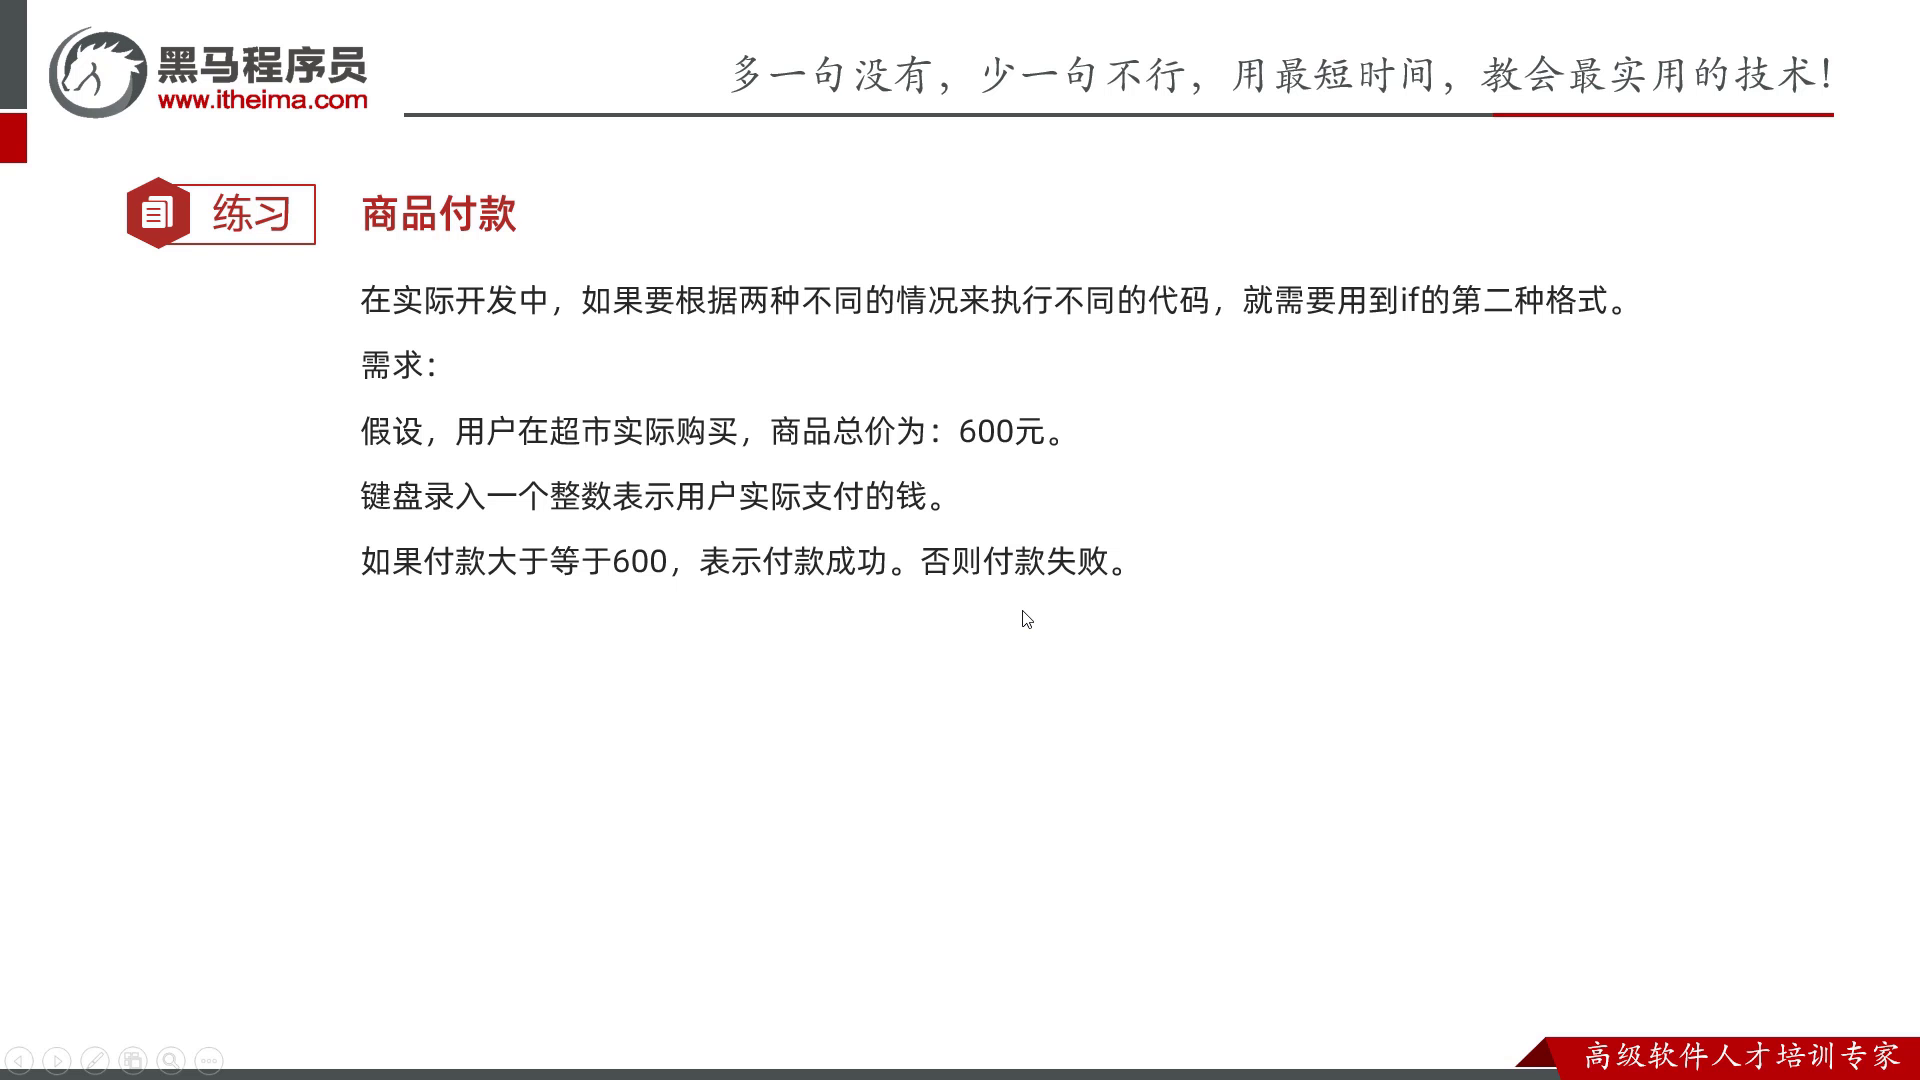 黑马程序员
www.itheima.com
多一句没有，少一句不行，用最短时间，教会最实用的技术！
练习
商品付款
在实际开发中，如果要根据两种不同的情况来执行不同的代码，就需要用到if的第二种格式。
需求：
假设，用户在超市实际购买，商品总价为：600元。
键盘录入一个整数表示用户实际支付的钱。
如果付款大于等于600，表示付款成功。否则付款失败。
高级软件人才培训专家